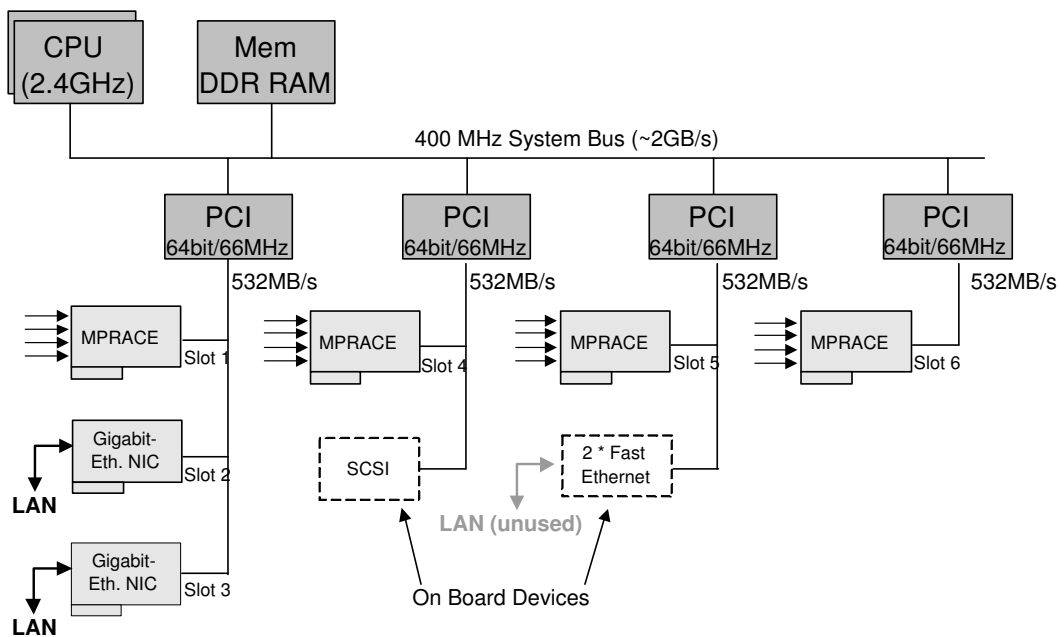 CPU
(2.4GHz)
Mem
DDR RAM
400 MHz System Bus (~2GB/s)
PCI
64bit/66MHz
PCI
64bit/66MHz
PCI
64bit/66MHz
PCI
64bit/66MHz
532MB/s
532MB/s
532MB/s
532MB/s
MPRACE
Slot 1
MPRACE
Slot 4
MPRACE
Slot 5
MPRACE
Slot 6
Gigabit-
Eth. NIC
Slot 2
LAN
SCSI
2 * Fast
Ethernet
LAN (unused)
Gigabit-
Eth. NIC
Slot 3
LAN
On Board Devices